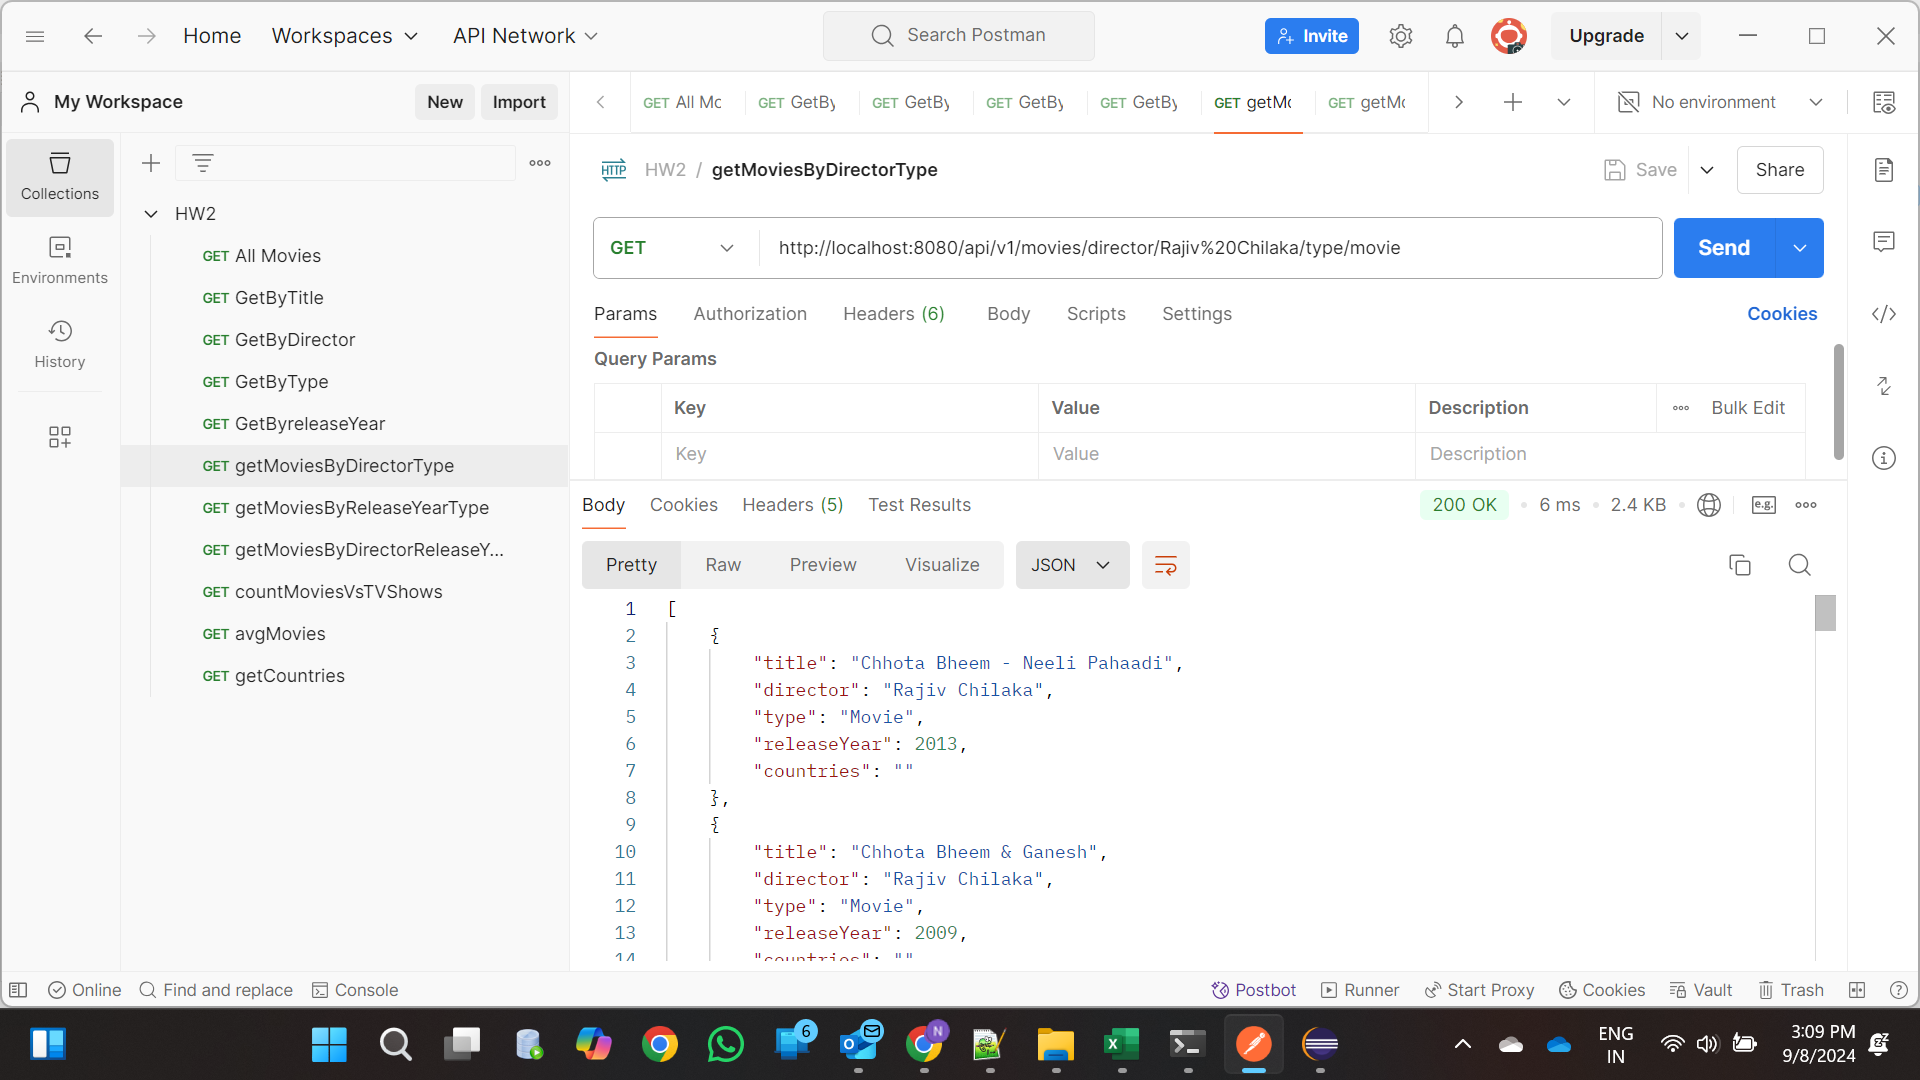 Home
Workspaces
API Network
Search Postman
Invite
Upgrade
My Workspace
New
Import
GET All Mc
GET GetBy
GET GetBy
GET GetBy
GET GetBy
GET getMo
GET getMo
No environment
Collections
Environments
History
HW2
GET All Movies
GET GetByTitle
GET GetByDirector
GET GetByType
GET GetByreleaseYear
GET getMoviesByDirectorType
GET getMoviesByReleaseYearType
GET getMoviesByDirectorReleaseY...
GET countMoviesVsTVShows
GET avgMovies
GET getCountries
HTTP HW2 / getMoviesByDirectorType
Save
Share
GET
http://localhost:8080/api/v1/movies/director/Rajiv%20Chilaka/type/movie
Send
Params
Authorization
Headers (6)
Body
Scripts
Settings
Cookies
Query Params
Key
Value
Description
Bulk Edit
Key
Value
Description
Body
Cookies
Headers (5)
Test Results
200 OK
6 ms
2.4 KB
e.g.
Pretty
Raw
Preview
Visualize
JSON
1 [
2 {
3 "title": "Chhota Bheem - Neeli Pahaadi",
4 "director": "Rajiv Chilaka",
5 "type": "Movie",
6 "releaseYear": 2013,
7 "countries": ""
8 },
9 {
10 "title": "Chhota Bheem & Ganesh",
11 "director": "Rajiv Chilaka",
12 "type": "Movie",
13 "releaseYear": 2009,
14 "countries": ""
Online
Find and replace
Console
Postbot
Runner
Start Proxy
Cookies
Vault
Trash
6
N
ENG
IN
3:09 PM
9/8/2024